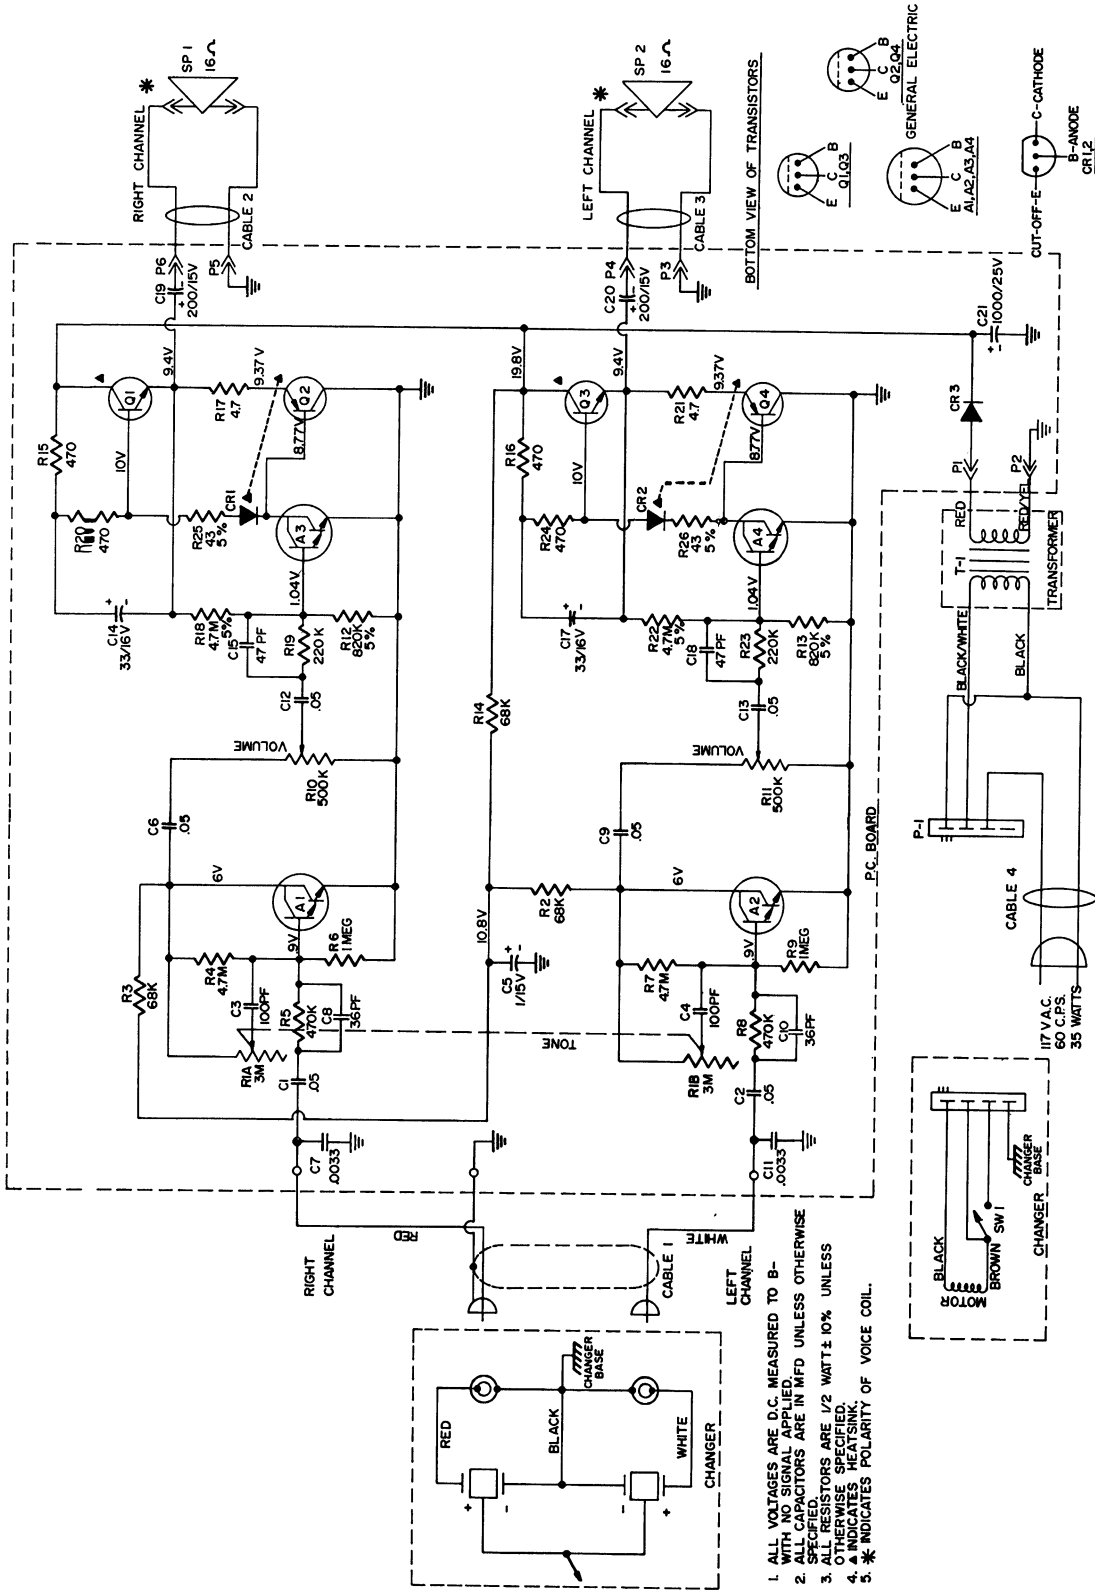 RIGHT CHANNEL
*
SP 1
16Ω
CABLE 2
C19 P6
+ -
200/15V
P5
9.4V
R15
470
Q1
10V
R17
4.7
9.37V
Q2
8.77V
R20
470
R25
43
5%
CR1
A3
1.04V
C14
+ -
33/16V
R18
4.7M
5%
C15
47 PF
R19
220K
R12
820K
5%
C12
.05
VOLUME
R10
500K
C6
.05
6V
A1
.9V
R6
1MEG
R3
68K
R4
4.7M
C3
100PF
R5
470K
C8
36PF
R1A
3M
C1
.05
C7
.0033
TONE
LEFT CHANNEL
*
SP 2
16Ω
CABLE 3
C20 P4
+ -
200/15V
P3
9.4V
19.8V
R16
470
Q3
10V
R21
4.7
9.37V
Q4
8.77V
R24
470
CR2
R26
43
5%
A4
1.04V
C17
+ -
33/16V
R22
4.7M
5%
C18
47 PF
R23
220K
R13
820K
5%
C13
.05
R14
68K
VOLUME
R11
500K
C9
.05
6V
A2
.9V
R9
1MEG
R2
68K
10.8V
C5
+ -
1/15V
R7
4.7M
C4
100PF
R8
470K
C10
36PF
R1B
3M
C2
.05
C11
.0033
BOTTOM VIEW OF TRANSISTORS
E C B
Q1,Q3
E C B
Q2,Q4
GENERAL ELECTRIC
E C B
A1,A2,A3,A4
CUT-OFF-E
C-CATHODE
B-ANODE
CR1,2
C21
+ -
1000/25V
CR3
P1
P2
RED
RED/YEL
T-1
TRANSFORMER
BLACK/WHITE
BLACK
P.C. BOARD
P-1
CABLE 4
117 V.A.C.
60 C.P.S.
35 WATTS
RIGHT
CHANNEL
RED
WHITE
CABLE 1
LEFT
CHANNEL
RED
BLACK
WHITE
CHANGER
BASE
CHANGER
+
-
-
+
BLACK
MOTOR
BROWN
SW1
CHANGER
BASE
CHANGER
1. ALL VOLTAGES ARE D.C. MEASURED TO B-
WITH NO SIGNAL APPLIED.
2. ALL CAPACITORS ARE IN MFD UNLESS OTHERWISE
SPECIFIED.
3. ALL RESISTORS ARE 1/2 WATT ± 10% UNLESS
OTHERWISE SPECIFIED.
4. ▲ INDICATES HEATSINK.
5. * INDICATES POLARITY OF VOICE COIL.